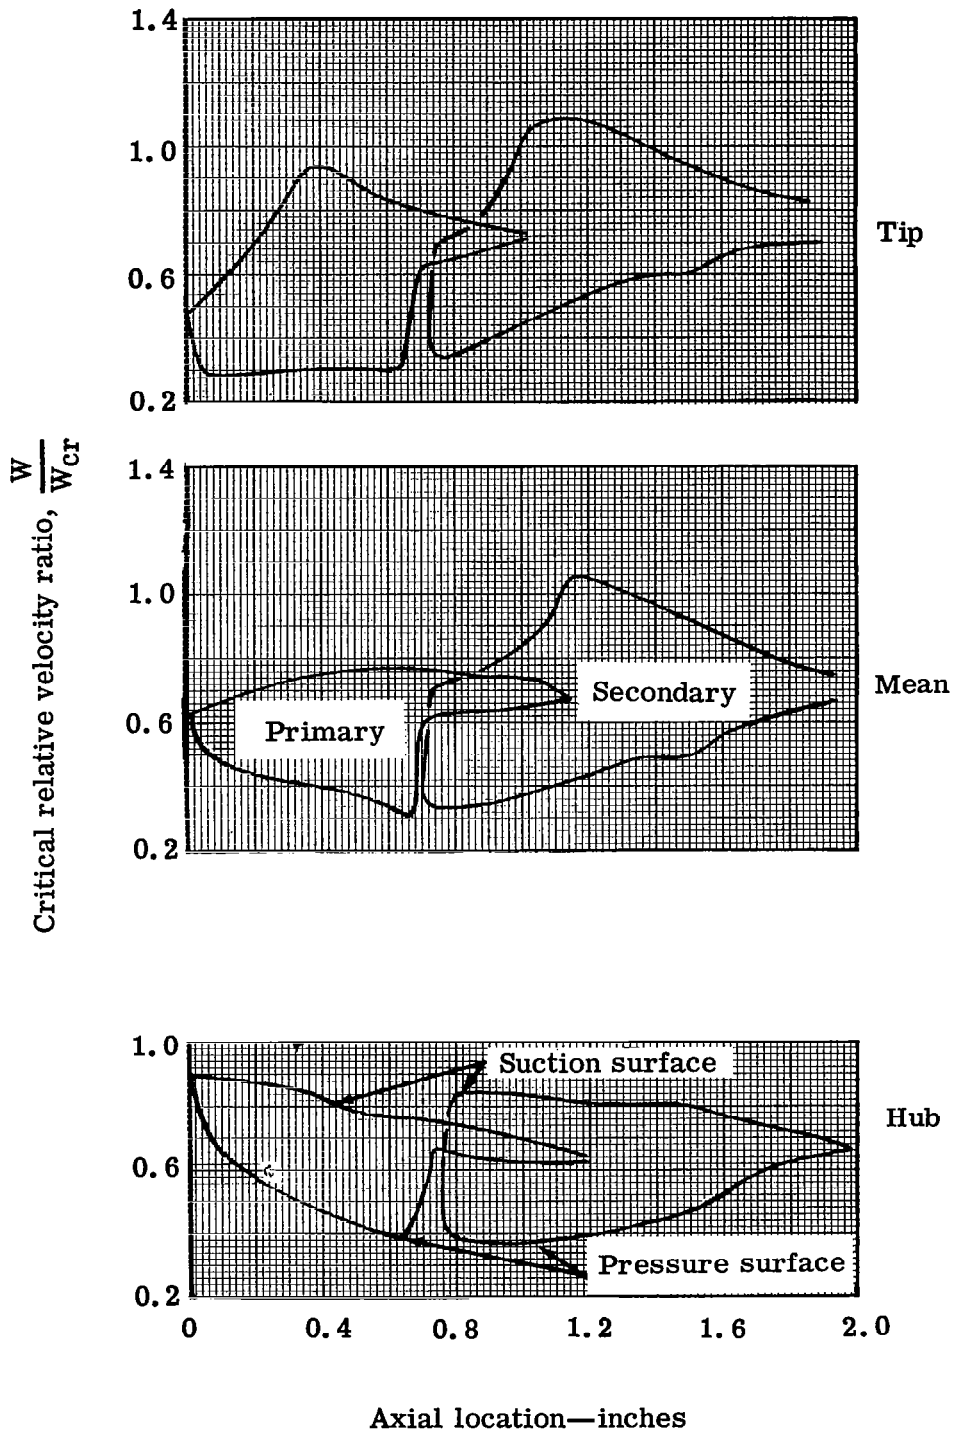 1.4
1.0
0.6
0.2
Tip
Critical relative velocity ratio, W/Wcr
1.4
1.0
0.6
0.2
Primary
Secondary
Mean
1.0
0.6
0.2
Suction surface
Pressure surface
Hub
0 0.4 0.8 1.2 1.6 2.0
Axial location—inches